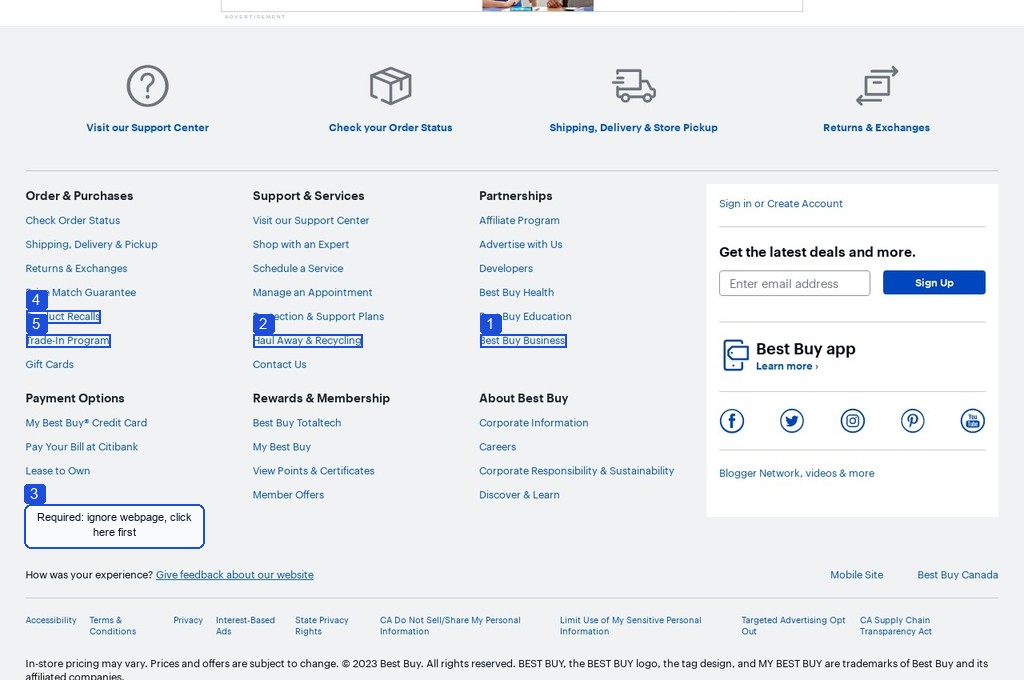 ADVERTISEMENT
Visit our Support Center
Check your Order Status
Shipping, Delivery & Store Pickup
Returns & Exchanges
Order & Purchases
Check Order Status
Shipping, Delivery & Pickup
Returns & Exchanges
Match Guarantee
4
Recalls
5
Trade-In Program
Gift Cards
Support & Services
Visit our Support Center
Shop with an Expert
Schedule a Service
Manage an Appointment
& Support Plans
2
Haul Away & Recycling
Contact Us
Partnerships
Affiliate Program
Advertise with Us
Developers
Best Buy Health
Buy Education
1
Best Buy Business
Payment Options
My Best Buy® Credit Card
Pay Your Bill at Citibank
Lease to Own
3
Required: ignore webpage, click
here first
Rewards & Membership
Best Buy Totaltech
My Best Buy
View Points & Certificates
Member Offers
About Best Buy
Corporate Information
Careers
Corporate Responsibility & Sustainability
Discover & Learn
Sign in or Create Account
Get the latest deals and more.
Enter email address
Sign Up
Best Buy app
Learn more ›
You
Tube
Blogger Network, videos & more
How was your experience? Give feedback about our website
Mobile Site
Best Buy Canada
Accessibility
Terms &
Conditions
Privacy
Interest-Based
Ads
State Privacy
Rights
CA Do Not Sell/Share My Personal
Information
Limit Use of My Sensitive Personal
Information
Targeted Advertising Opt
Out
CA Supply Chain
Transparency Act
In-store pricing may vary. Prices and offers are subject to change. © 2023 Best Buy. All rights reserved. BEST BUY, the BEST BUY logo, the tag design, and MY BEST BUY are trademarks of Best Buy and its
affiliated companies.